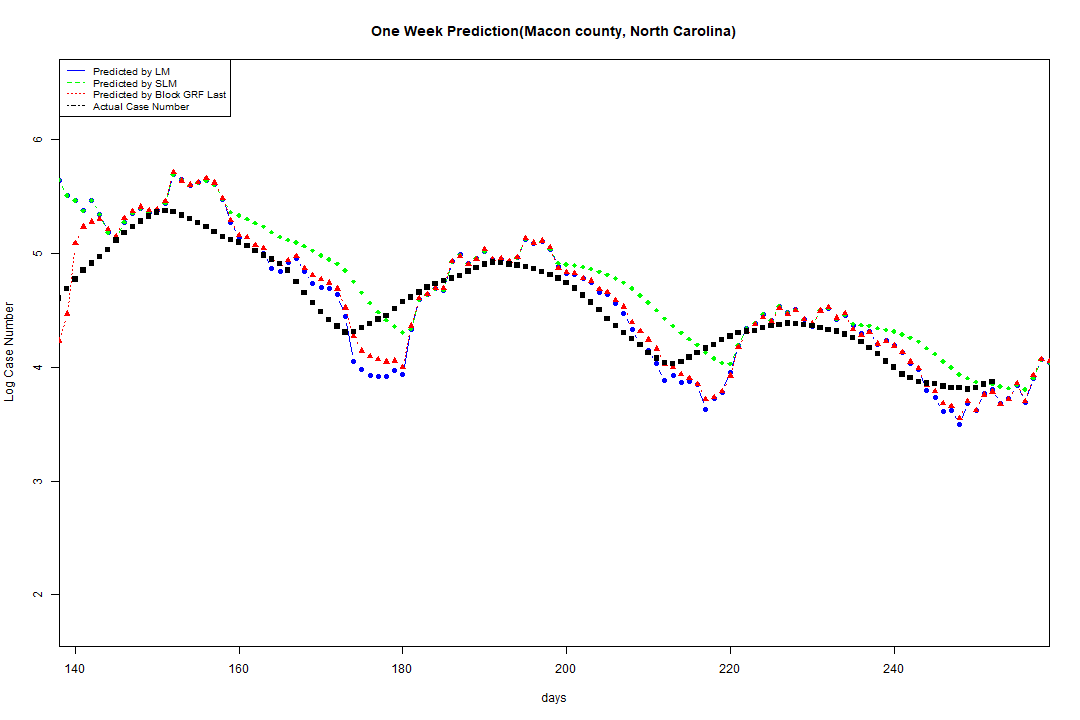 One Week Prediction(Macon county, North Carolina)
Predicted by LM
Predicted by SLM
Predicted by Block GRF Last
Actual Case Number
6
5
4
3
2
Log Case Number
140 160 180 200 220 240
days